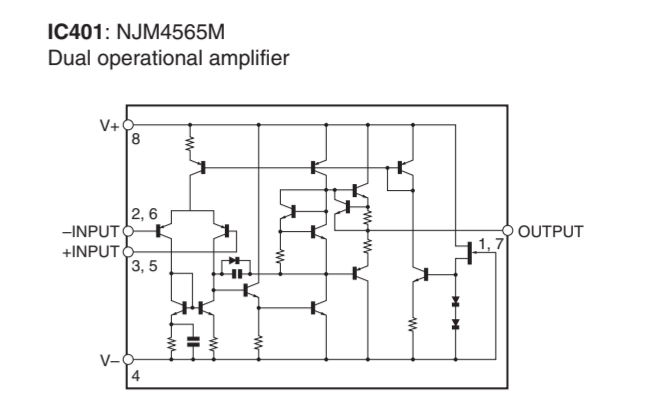 IC401: NJM4565M
Dual operational amplifier
V+
8
2, 6
–INPUT
+INPUT
3, 5
OUTPUT
1, 7
V–
4